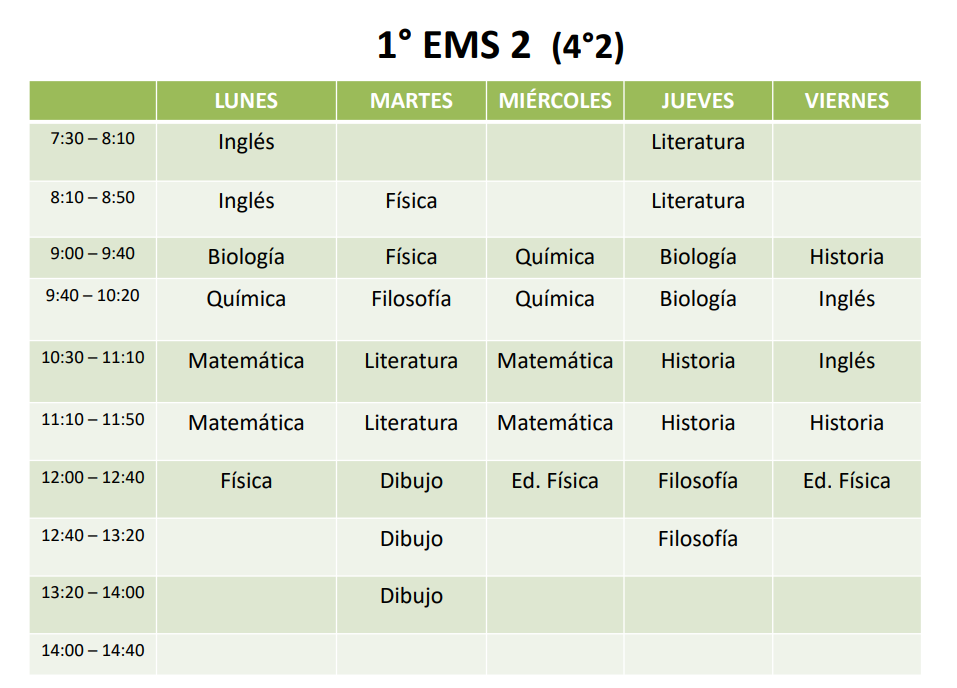 1° EMS 2 (4°2)
LUNES MARTES MIÉRCOLES JUEVES VIERNES
7:30 – 8:10 Inglés Literatura
8:10 – 8:50 Inglés Física Literatura
9:00 – 9:40 Biología Física Química Biología Historia
9:40 – 10:20 Química Filosofía Química Biología Inglés
10:30 – 11:10 Matemática Literatura Matemática Historia Inglés
11:10 – 11:50 Matemática Literatura Matemática Historia Historia
12:00 – 12:40 Física Dibujo Ed. Física Filosofía Ed. Física
12:40 – 13:20 Dibujo Filosofía
13:20 – 14:00 Dibujo
14:00 – 14:40